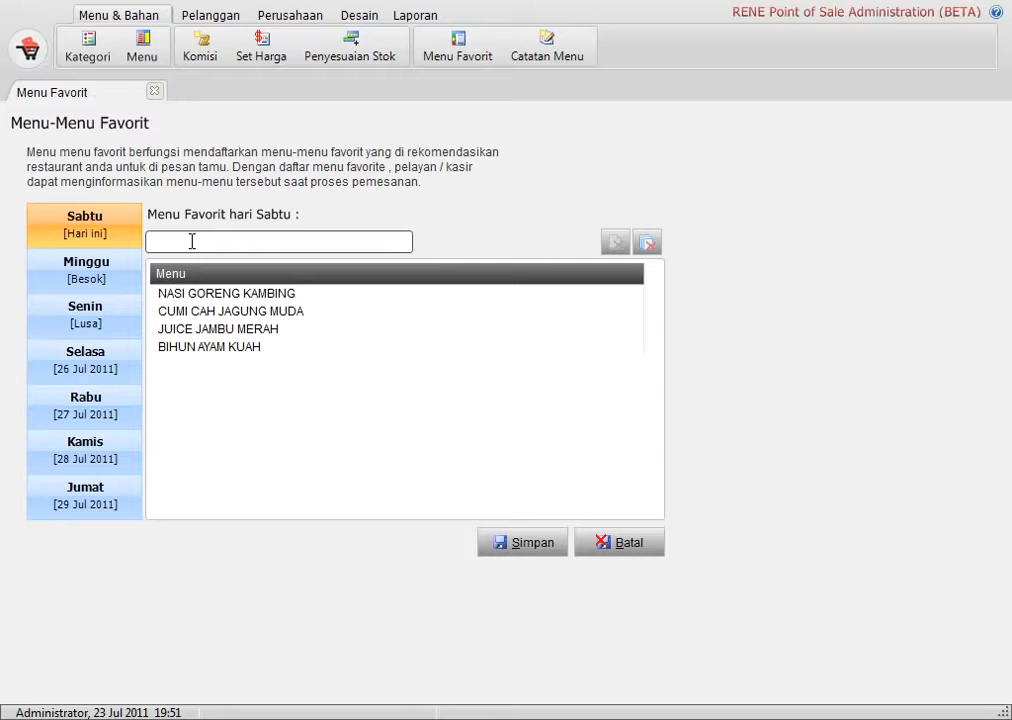 Menu & Bahan Pelanggan Perusahaan Desain Laporan
RENE Point of Sale Administration (BETA)
Kategori Menu Komisi Set Harga Penyesuaian Stok Menu Favorit Catatan Menu
Menu Favorit
Menu-Menu Favorit
Menu menu favorit berfungsi mendaftarkan menu-menu favorit yang di rekomendasikan
restaurant anda untuk di pesan tamu. Dengan daftar menu favorite , pelayan / kasir
dapat menginformasikan menu-menu tersebut saat proses pemesanan.
Sabtu
[Hari ini]
Minggu
[Besok]
Senin
[Lusa]
Selasa
[26 Jul 2011]
Rabu
[27 Jul 2011]
Kamis
[28 Jul 2011]
Jumat
[29 Jul 2011]
Menu Favorit hari Sabtu :
Menu
NASI GORENG KAMBING
CUMI CAH JAGUNG MUDA
JUICE JAMBU MERAH
BIHUN AYAM KUAH
Simpan Batal
Administrator, 23 Jul 2011 19:51